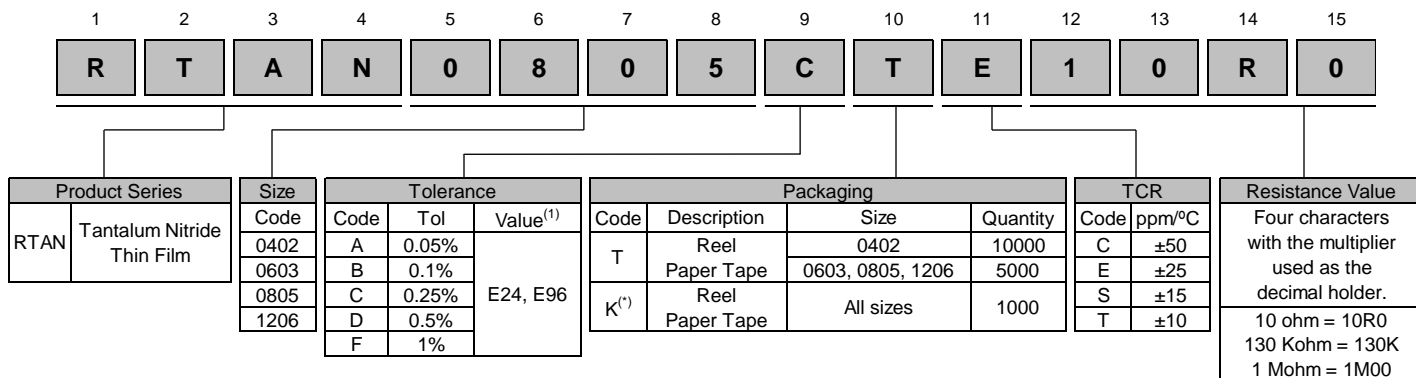 1 2 3 4 5 6 7 8 9 10 11 12 13 14 15
R T A N 0 8 0 5 C T E 1 0 R 0
Product Series
RTAN Tantalum Nitride
Thin Film
Size
Code
0402
0603
0805
1206
Tolerance
Code Tol Value(1)
A 0.05%
B 0.1%
C 0.25% E24, E96
D 0.5%
F 1%
Packaging
Code Description Size Quantity
T Reel 0402 10000
Paper Tape 0603, 0805, 1206 5000
K(*) Reel All sizes 1000
Paper Tape
TCR
Code ppm/ºC
C ±50
E ±25
S ±15
T ±10
Resistance Value
Four characters
with the multiplier
used as the
decimal holder.
10 ohm = 10R0
130 Kohm = 130K
1 Mohm = 1M00